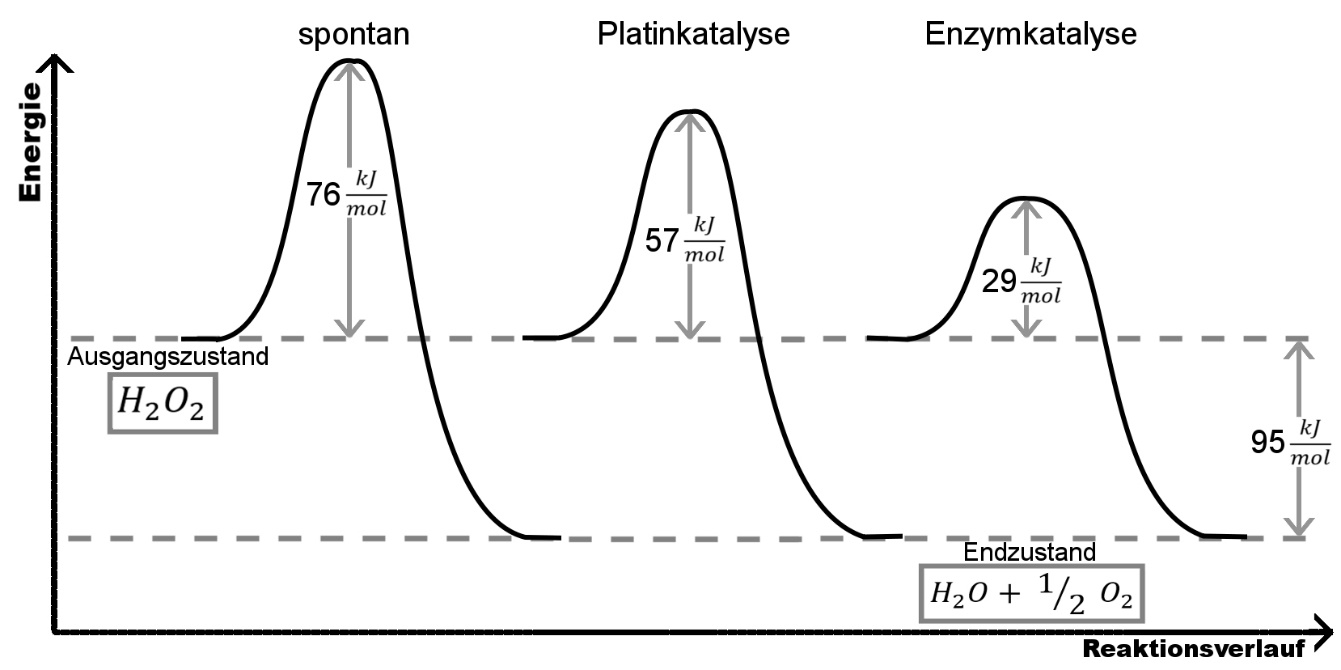 spontan
Platinkatalyse
Enzymkatalyse
Energie
76 kJ/mol
57 kJ/mol
29 kJ/mol
Ausgangszustand
H₂O₂
95 kJ/mol
Endzustand
H₂O + 1/2 O₂
Reaktionsverlauf